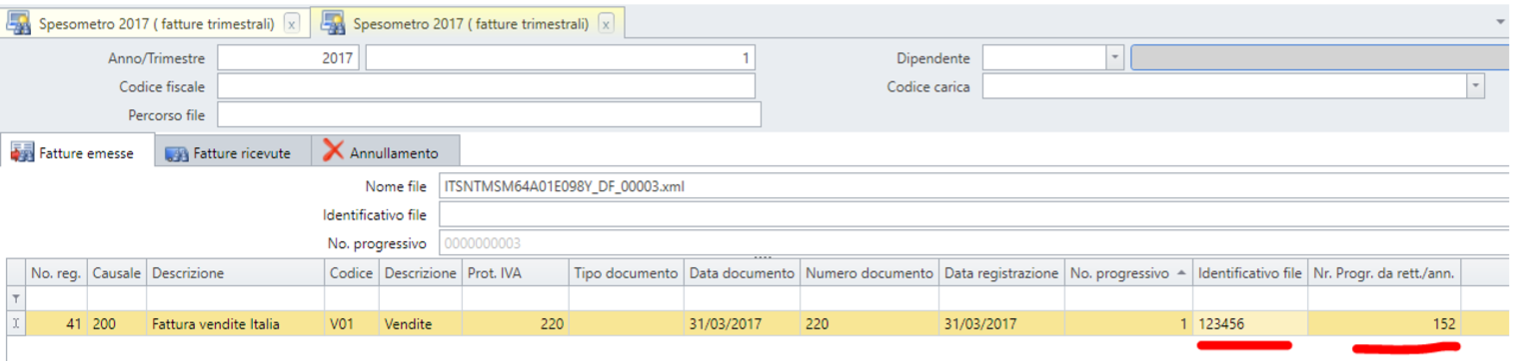 Spesometro 2017 ( fatture trimestrali) x Spesometro 2017 ( fatture trimestrali) x
Anno/Trimestre 2017 1 Dipendente
Codice fiscale Codice carica
Percorso file
Fatture emesse Fatture ricevute Annullamento
Nome file ITSNTMSM64A01E098Y_DF_00003.xml
Identificativo file
No. progressivo 0000000003
No. reg. Causale Descrizione Codice Descrizione Prot. IVA Tipo documento Data documento Numero documento Data registrazione No. progressivo Identificativo file Nr. Progr. da rett./ann.
41 200 Fattura vendite Italia V01 Vendite 220 31/03/2017 220 31/03/2017 1 123456 152